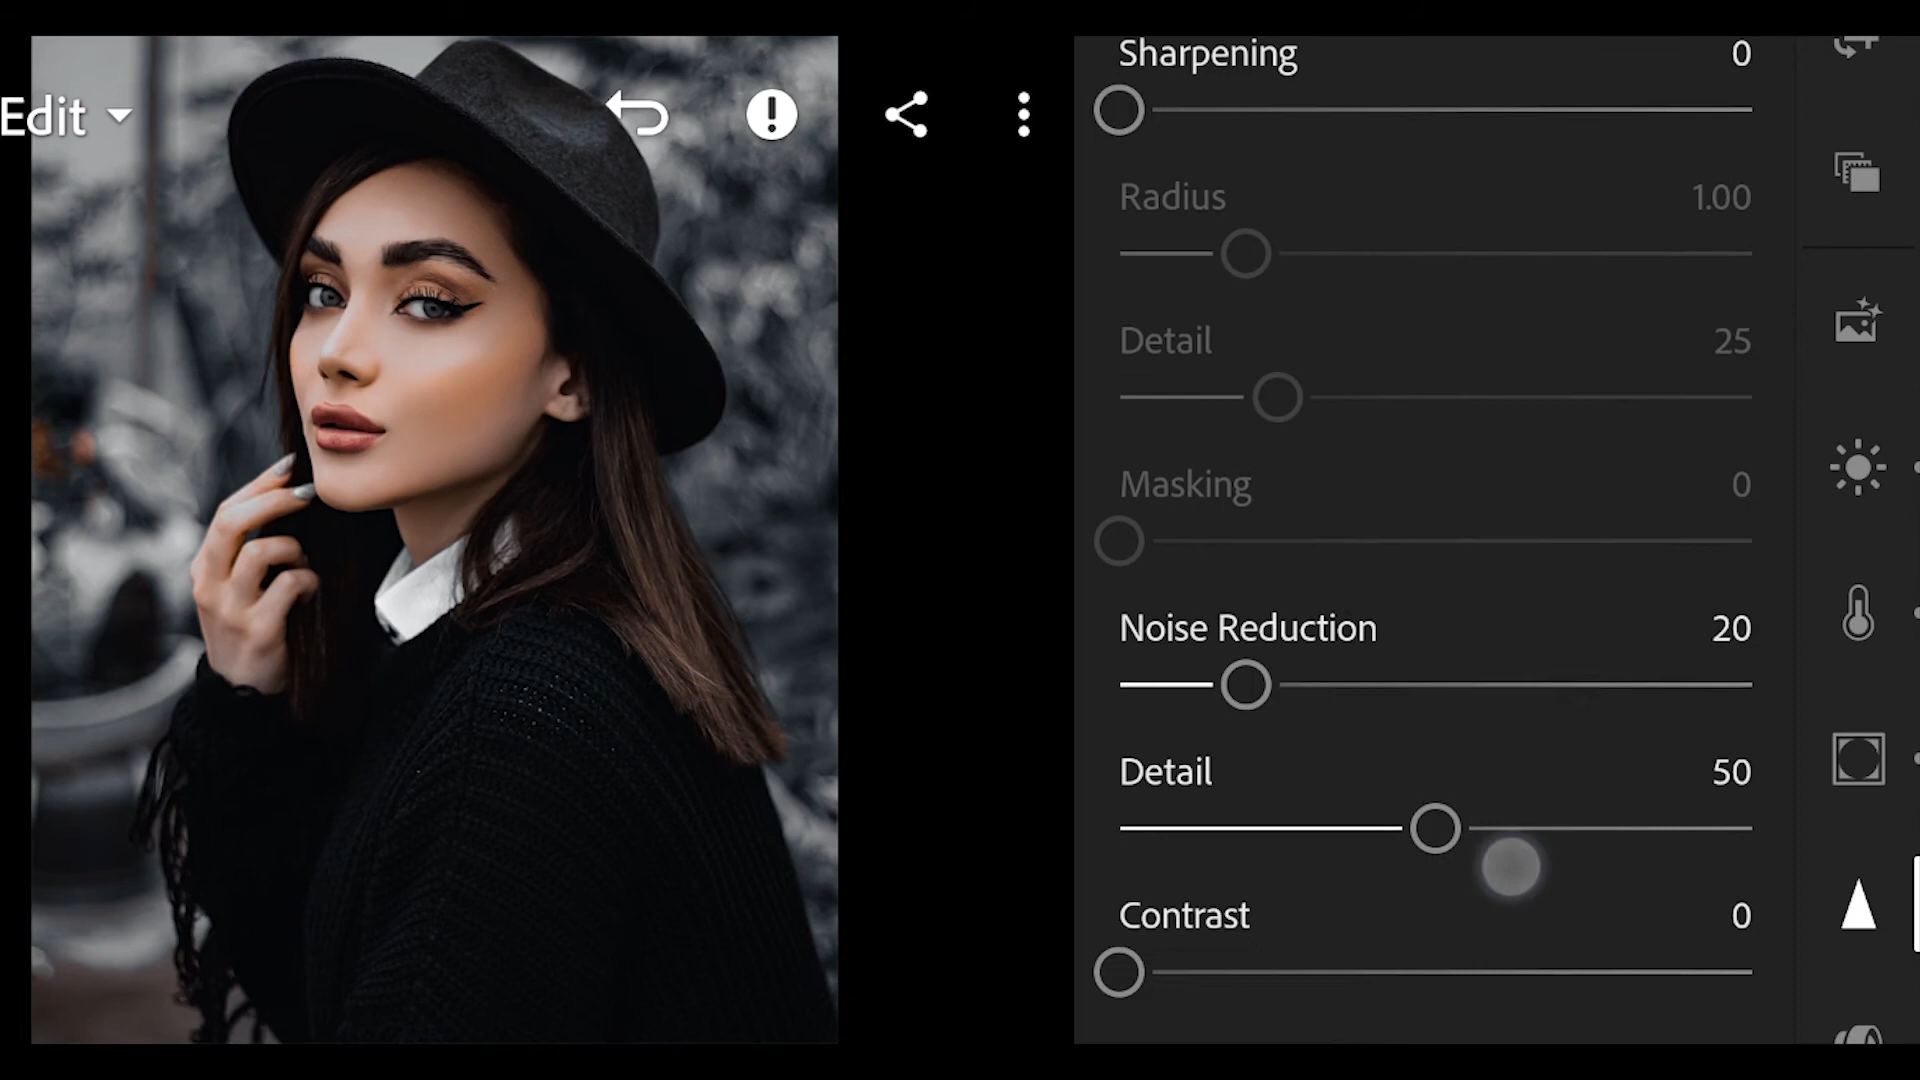 Edit
Sharpening 0
Radius 1.00
Detail 25
Masking 0
Noise Reduction 20
Detail 50
Contrast 0